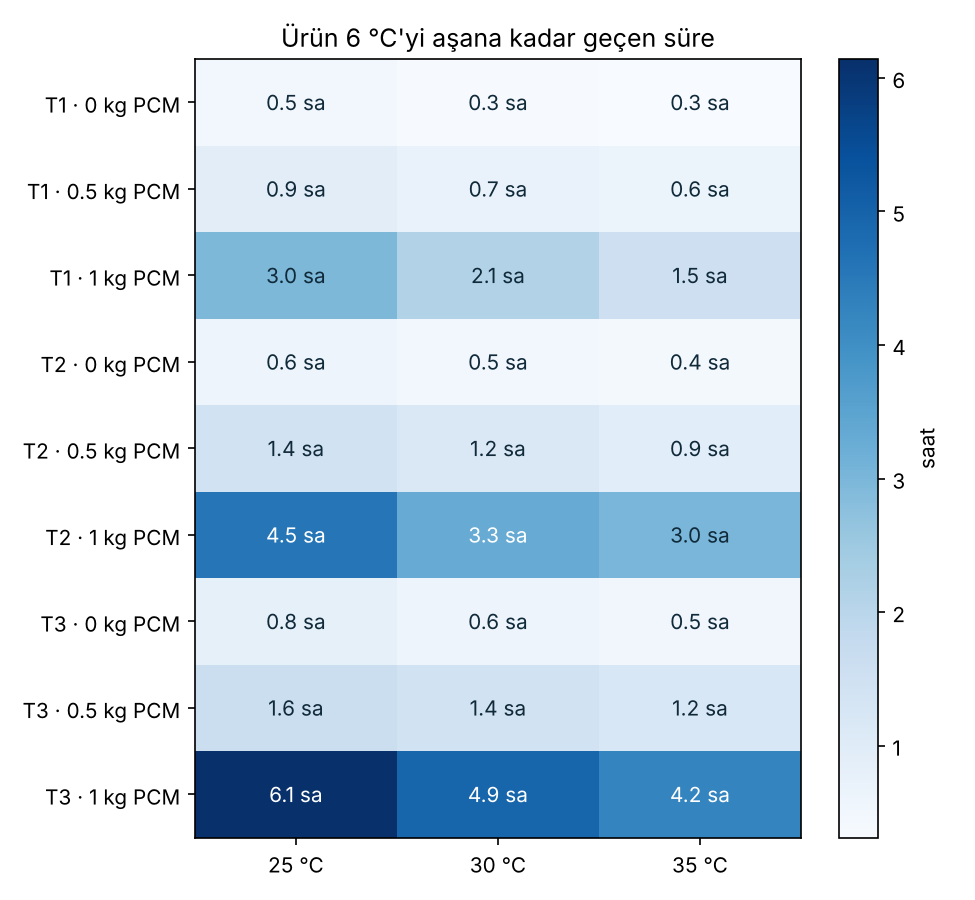 Ürün 6 °C'yi aşana kadar geçen süre
T1 · 0 kg PCM 0.5 sa 0.3 sa 0.3 sa
T1 · 0.5 kg PCM 0.9 sa 0.7 sa 0.6 sa
T1 · 1 kg PCM 3.0 sa 2.1 sa 1.5 sa
T2 · 0 kg PCM 0.6 sa 0.5 sa 0.4 sa
T2 · 0.5 kg PCM 1.4 sa 1.2 sa 0.9 sa
T2 · 1 kg PCM 4.5 sa 3.3 sa 3.0 sa
T3 · 0 kg PCM 0.8 sa 0.6 sa 0.5 sa
T3 · 0.5 kg PCM 1.6 sa 1.4 sa 1.2 sa
T3 · 1 kg PCM 6.1 sa 4.9 sa 4.2 sa
25 °C 30 °C 35 °C
6
5
4
3
2
1
saat